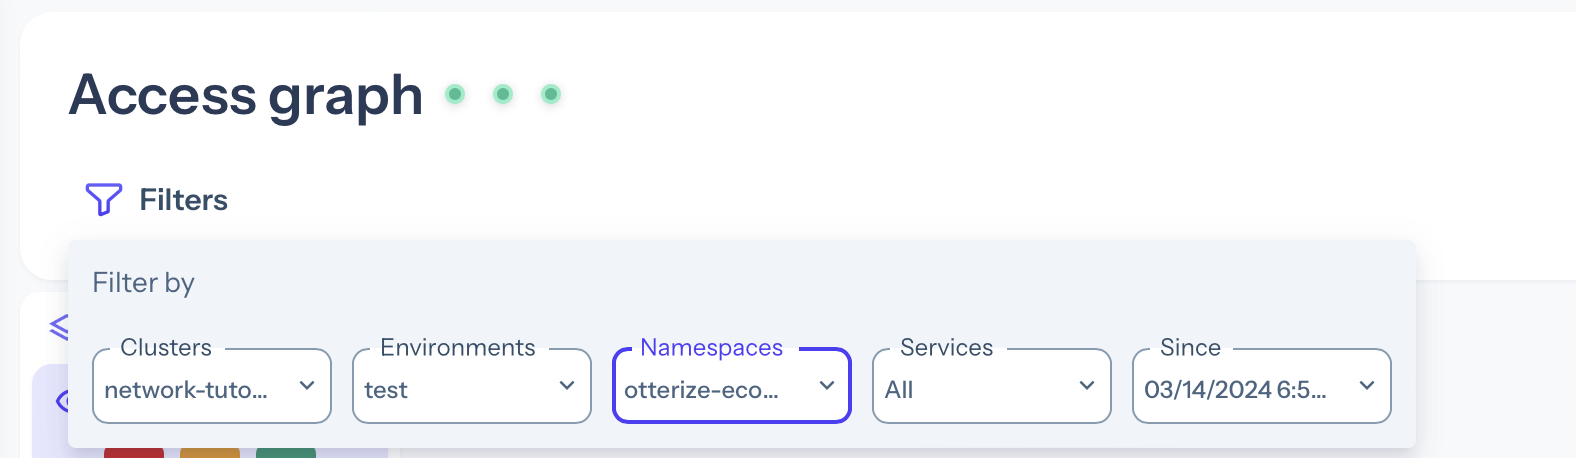 Access graph
Filters
Filter by
Clusters
Environments
Namespaces
Services
Since
network-tuto...
test
otterize-eco...
All
03/14/2024 6:5...